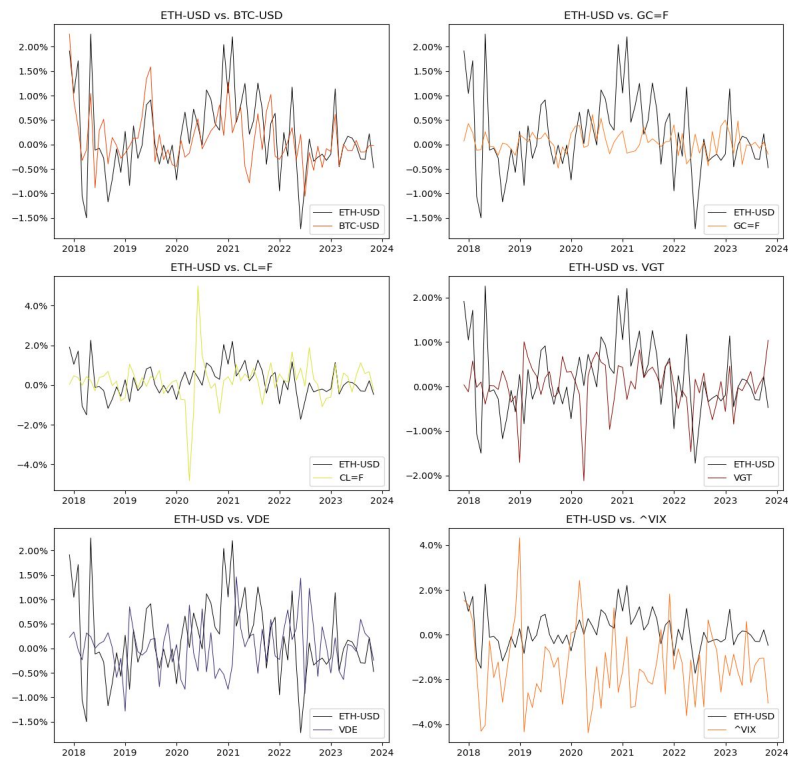 ETH-USD vs. BTC-USD
2.00%
1.50%
1.00%
0.50%
0.00%
−0.50%
−1.00%
−1.50%
ETH-USD
BTC-USD
2018 2019 2020 2021 2022 2023 2024
ETH-USD vs. GC=F
2.00%
1.50%
1.00%
0.50%
0.00%
−0.50%
−1.00%
−1.50%
ETH-USD
GC=F
2018 2019 2020 2021 2022 2023 2024
ETH-USD vs. CL=F
4.0%
2.0%
0.0%
−2.0%
−4.0%
ETH-USD
CL=F
2018 2019 2020 2021 2022 2023 2024
ETH-USD vs. VGT
2.00%
1.00%
0.00%
−1.00%
−2.00%
ETH-USD
VGT
2018 2019 2020 2021 2022 2023 2024
ETH-USD vs. VDE
2.00%
1.50%
1.00%
0.50%
0.00%
−0.50%
−1.00%
−1.50%
ETH-USD
VDE
2018 2019 2020 2021 2022 2023 2024
ETH-USD vs. ^VIX
4.0%
2.0%
0.0%
−2.0%
−4.0%
ETH-USD
^VIX
2018 2019 2020 2021 2022 2023 2024